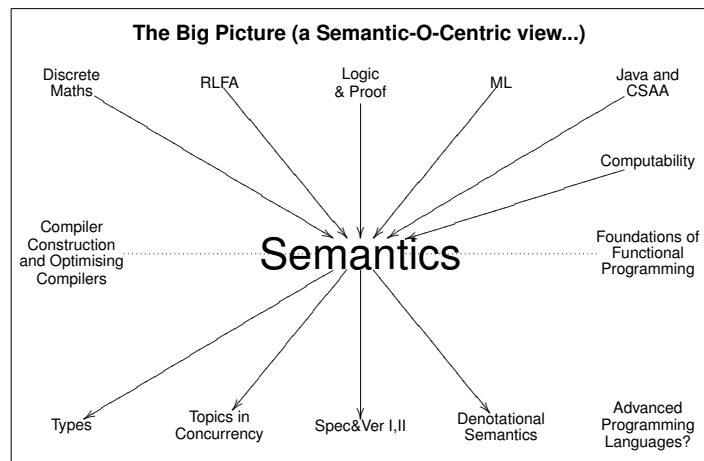 The Big Picture (a Semantic-O-Centric view...)
Discrete
Maths
RLFA
Logic
& Proof
ML
Java and
CSAA
Computability
Compiler
Construction
and Optimising
Compilers
Semantics
Foundations of
Functional
Programming
Types
Topics in
Concurrency
Spec&Ver I,II
Denotational
Semantics
Advanced
Programming
Languages?